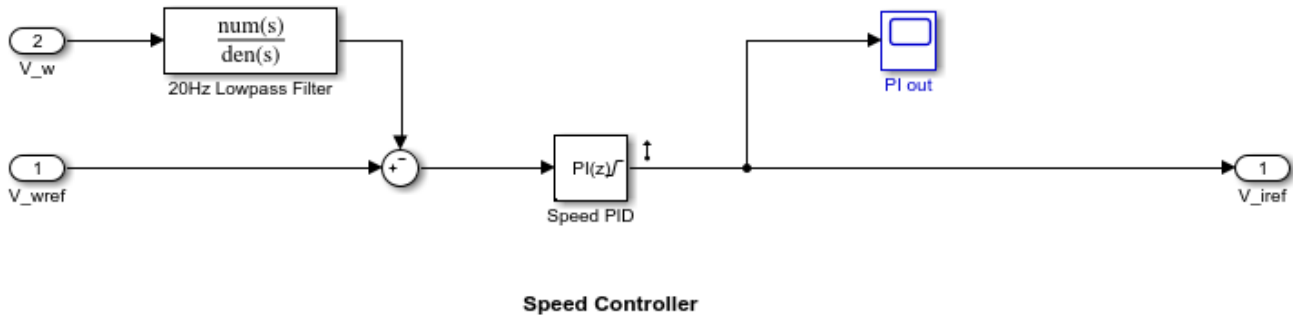 2
V_w
num(s)
den(s)
20Hz Lowpass Filter
PI out
1
V_wref
+
−
PI(z)
Speed PID
1
V_iref
Speed Controller